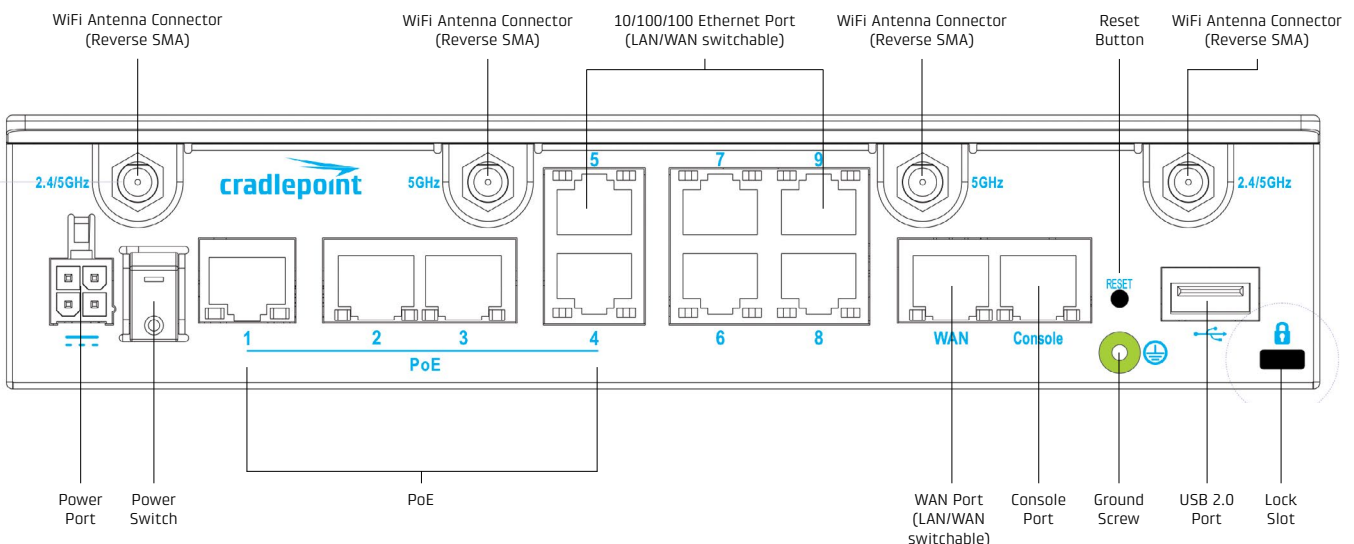 WiFi Antenna Connector
(Reverse SMA)
WiFi Antenna Connector
(Reverse SMA)
10/100/100 Ethernet Port
(LAN/WAN switchable)
WiFi Antenna Connector
(Reverse SMA)
Reset
Button
WiFi Antenna Connector
(Reverse SMA)
2.4/5GHz
cradlepoint
5GHz
5
7
9
5GHz
2.4/5GHz
RESET
1
2
3
4
6
8
WAN
Console
PoE
Power
Port
Power
Switch
PoE
WAN Port
(LAN/WAN
switchable)
Console
Port
Ground
Screw
USB 2.0
Port
Lock
Slot